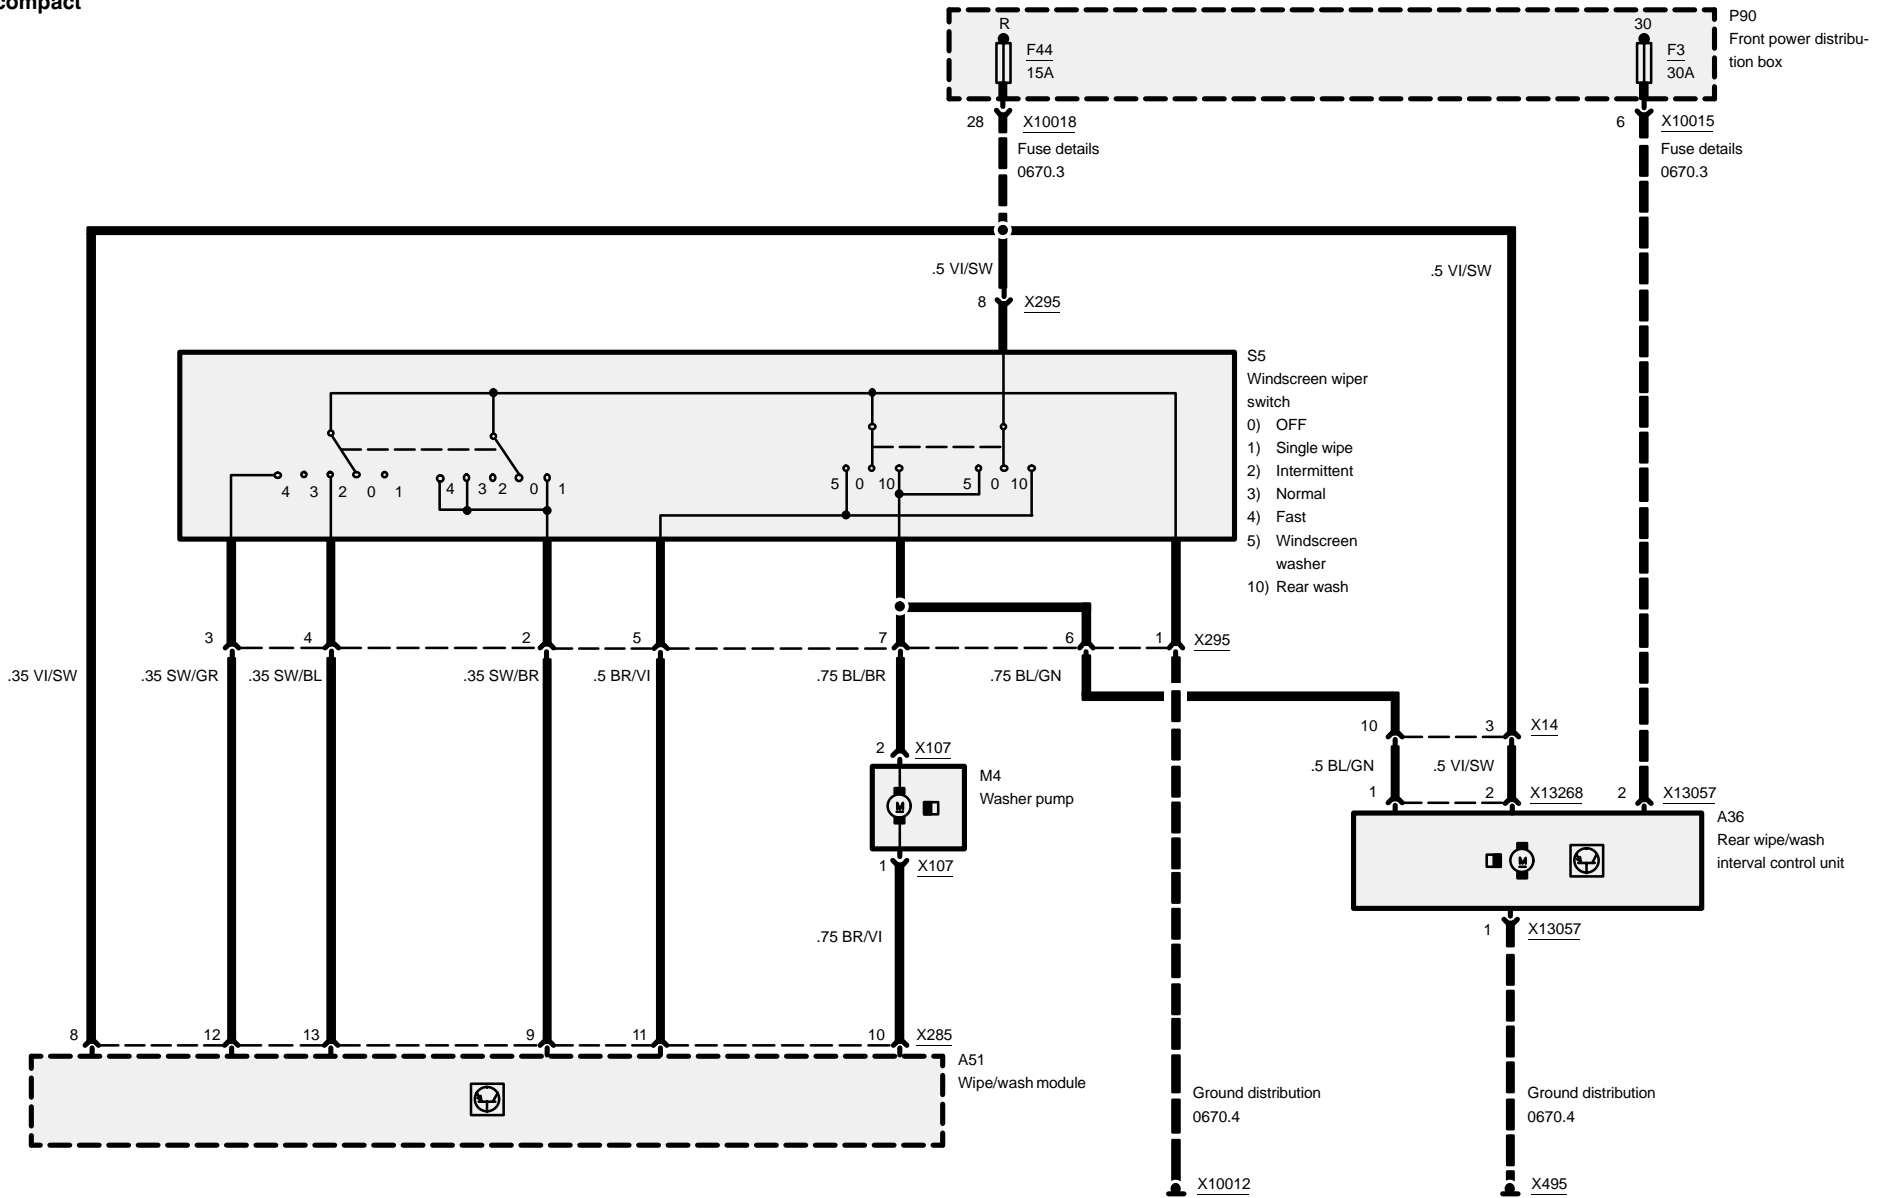 compact
R
30
P90
Front power distribu-
tion box
F44
15A
F3
30A
28 X10018
Fuse details
0670.3
6 X10015
Fuse details
0670.3
.5 VI/SW
.5 VI/SW
8 X295
S5
Windscreen wiper
switch
0) OFF
1) Single wipe
2) Intermittent
3) Normal
4) Fast
5) Windscreen
washer
10) Rear wash
4 3 2 0 1
4 3 2 0 1
5 0 10
5 0 10
3 4 2 5 7 6 1 X295
.35 VI/SW .35 SW/GR .35 SW/BL .35 SW/BR .5 BR/VI .75 BL/BR .75 BL/GN
10 3 X14
.5 BL/GN .5 VI/SW
1 2 X13268 2 X13057
2 X107
M4
Washer pump
M
1 X107
A36
Rear wipe/wash
interval control unit
M
1 X13057
.75 BR/VI
8 12 13 9 11 10 X285
A51
Wipe/wash module
Ground distribution
0670.4
Ground distribution
0670.4
X10012
X495